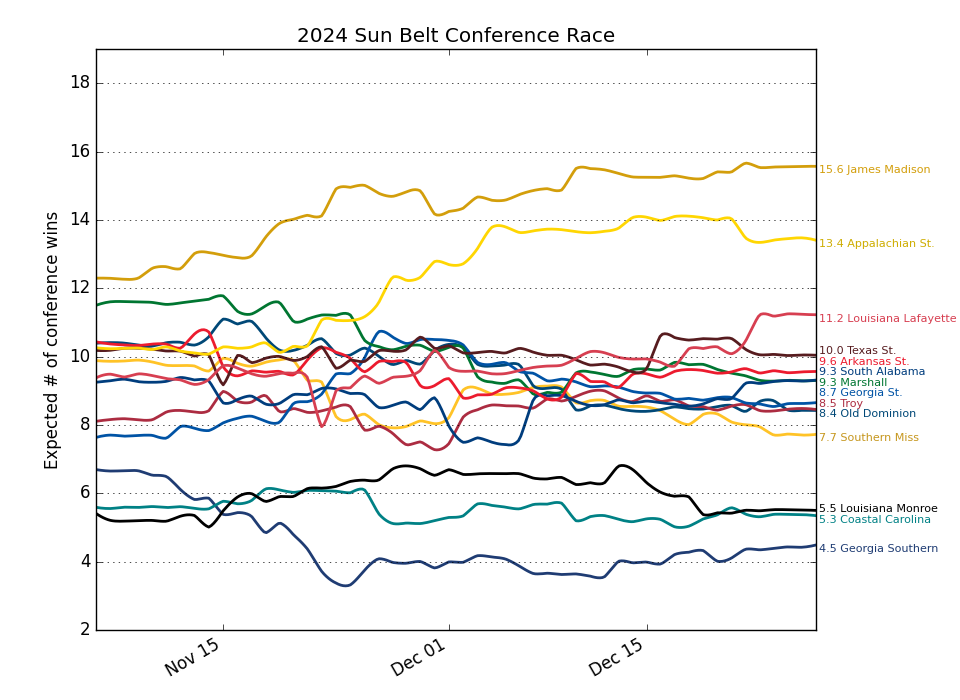 2024 Sun Belt Conference Race
Expected # of conference wins
18
16
14
12
10
8
6
4
2
Nov 15
Dec 01
Dec 15
15.6 James Madison
13.4 Appalachian St.
11.2 Louisiana Lafayette
10.0 Texas St.
9.6 Arkansas St.
9.3 South Alabama
9.3 Marshall
8.7 Georgia St.
8.5 Troy
8.4 Old Dominion
7.7 Southern Miss
5.5 Louisiana Monroe
5.3 Coastal Carolina
4.5 Georgia Southern